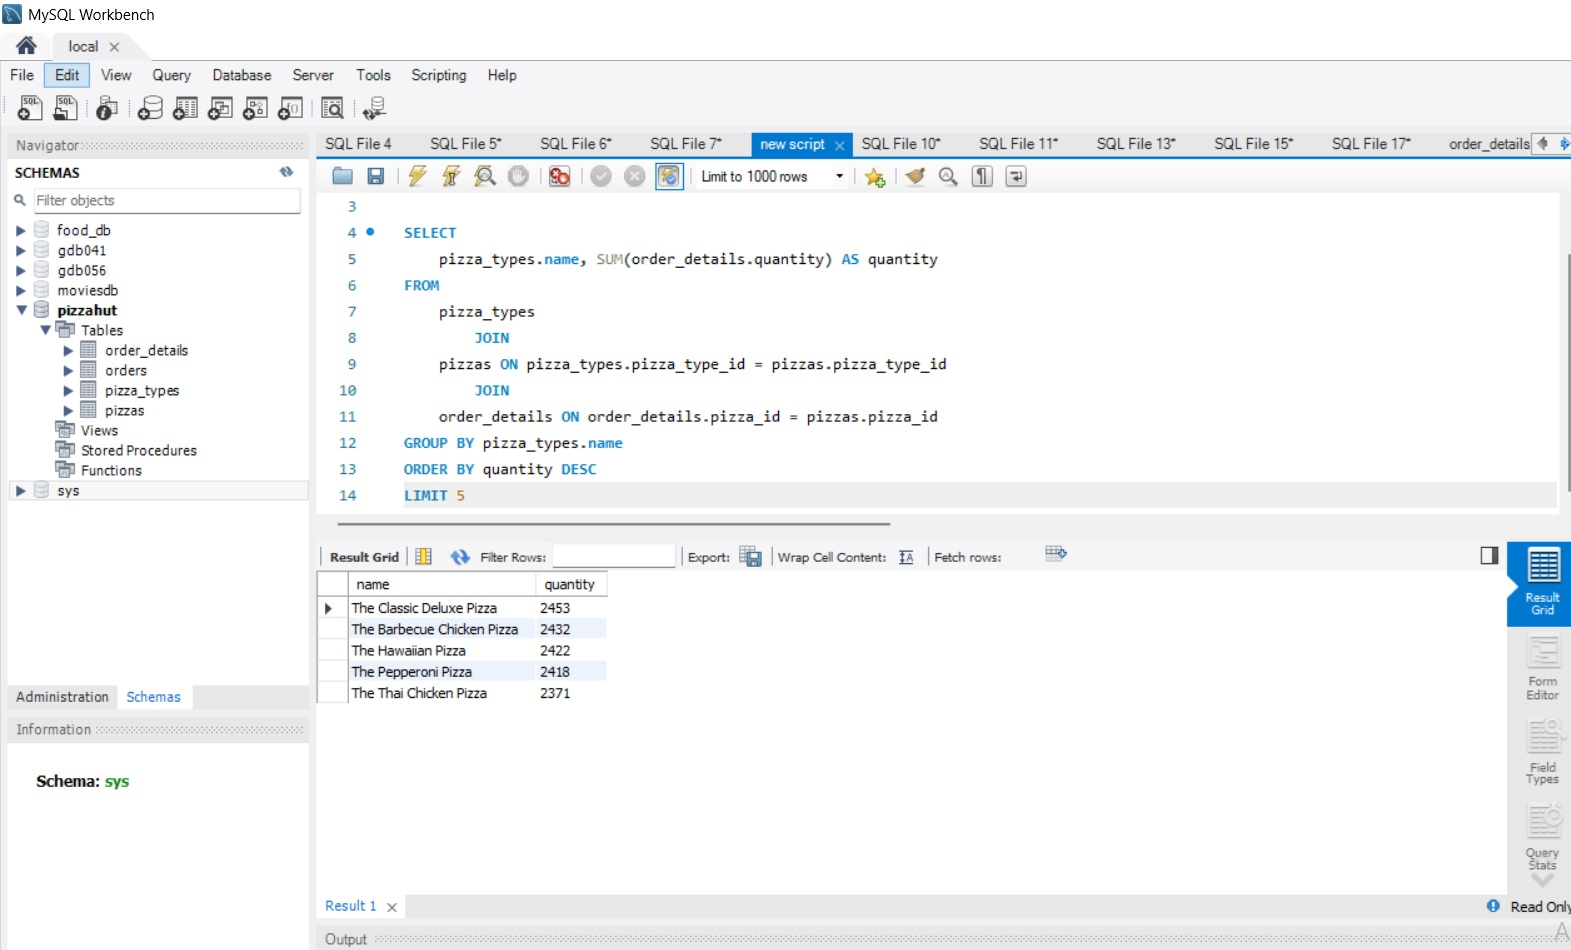 MySQL Workbench
local
File Edit View Query Database Server Tools Scripting Help
Navigator
SCHEMAS
Filter objects
food_db
gdb041
gdb056
moviesdb
pizzahut
Tables
order_details
orders
pizza_types
pizzas
Views
Stored Procedures
Functions
sys
Administration Schemas
Information
Schema: sys
SQL File 4 SQL File 5* SQL File 6* SQL File 7* new script SQL File 10* SQL File 11* SQL File 13* SQL File 15* SQL File 17* order_details
Limit to 1000 rows
3
4 SELECT
5 pizza_types.name, SUM(order_details.quantity) AS quantity
6 FROM
7 pizza_types
8 JOIN
9 pizzas ON pizza_types.pizza_type_id = pizzas.pizza_type_id
10 JOIN
11 order_details ON order_details.pizza_id = pizzas.pizza_id
12 GROUP BY pizza_types.name
13 ORDER BY quantity DESC
14 LIMIT 5
Result Grid Filter Rows: Export: Wrap Cell Content: Fetch rows:
name quantity
The Classic Deluxe Pizza 2453
The Barbecue Chicken Pizza 2432
The Hawaiian Pizza 2422
The Pepperoni Pizza 2418
The Thai Chicken Pizza 2371
Result
Grid
Form
Editor
Field
Types
Query
Stats
Result 1
Read Only
Output
A